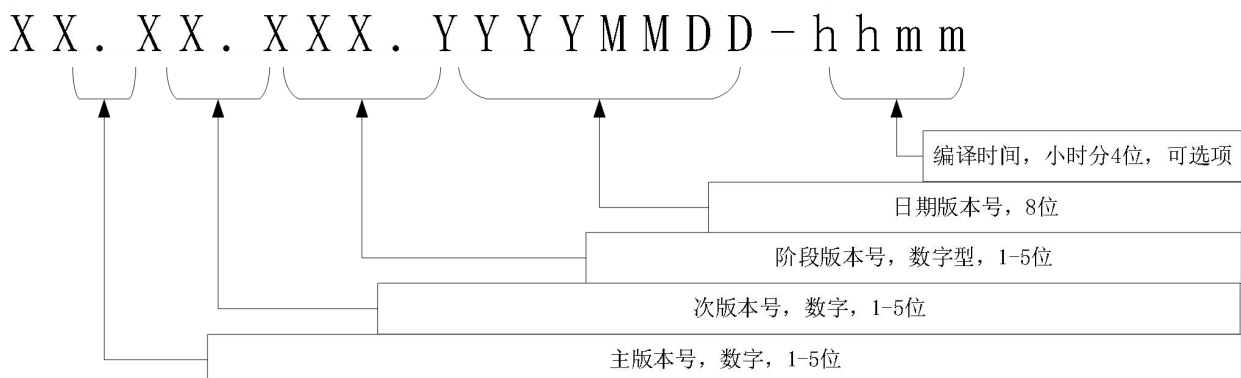 XX.XX.XXX.YYYYMMDD-hhmm
编译时间，小时分4位，可选项
日期版本号，8位
阶段版本号，数字型，1-5位
次版本号，数字，1-5位
主版本号，数字，1-5位